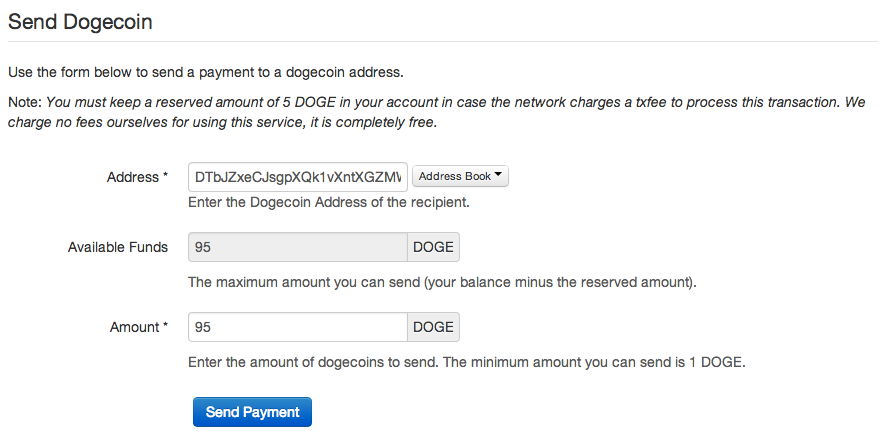 Send Dogecoin
Use the form below to send a payment to a dogecoin address.
Note: You must keep a reserved amount of 5 DOGE in your account in case the network charges a txfee to process this transaction. We
charge no fees ourselves for using this service, it is completely free.
Address * DTbJZxeCJsgpXQk1vXntXGZMV Address Book
Enter the Dogecoin Address of the recipient.
Available Funds 95 DOGE
The maximum amount you can send (your balance minus the reserved amount).
Amount * 95 DOGE
Enter the amount of dogecoins to send. The minimum amount you can send is 1 DOGE.
Send Payment